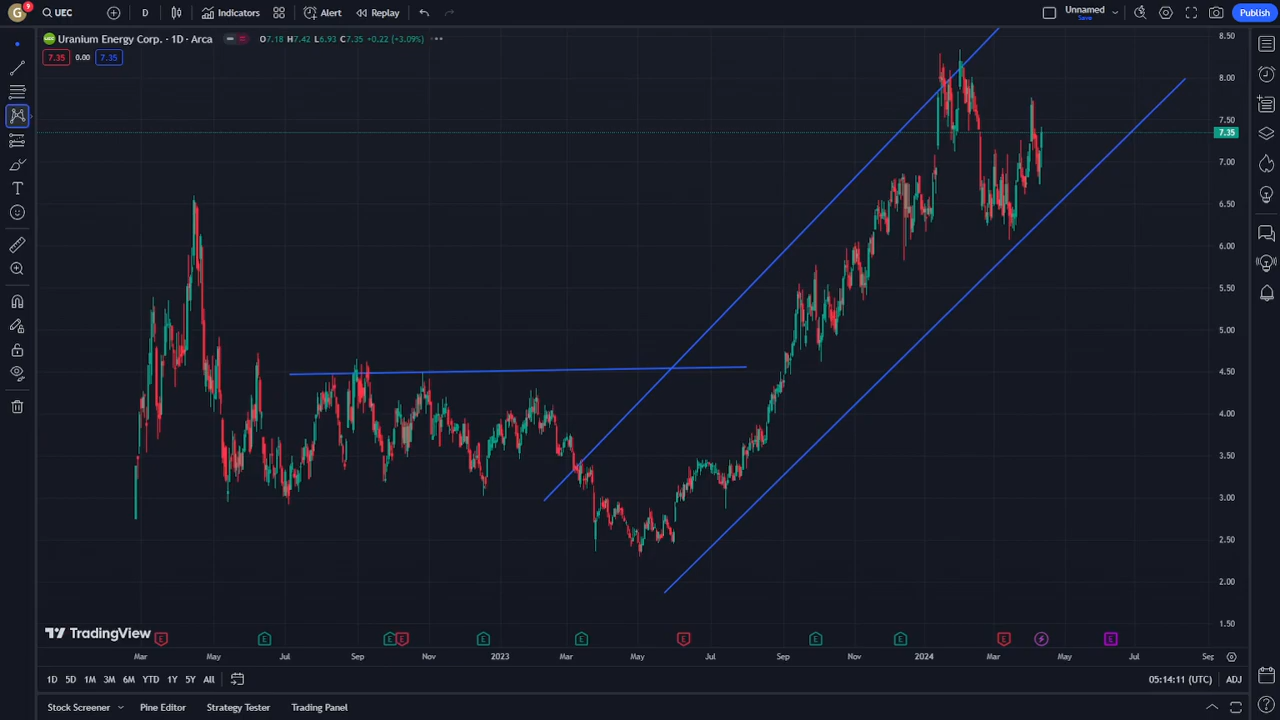 G 9 UEC D Indicators Alert Replay Unnamed Save Publish
UEC Uranium Energy Corp. · 1D · Arca O7.18 H7.42 L6.93 C7.35 +0.22 (+3.09%)
7.35 0.00 7.35
8.50
8.00
7.50
7.35
7.00
6.50
6.00
5.50
5.00
4.50
4.00
3.50
3.00
2.50
2.00
1.50
TradingView
E E E E E E E E E E E
Mar May Jul Sep Nov 2023 Mar May Jul Sep Nov 2024 Mar May Jul Sep
1D 5D 1M 3M 6M YTD 1Y 5Y All 05:14:11 (UTC) ADJ
Stock Screener Pine Editor Strategy Tester Trading Panel